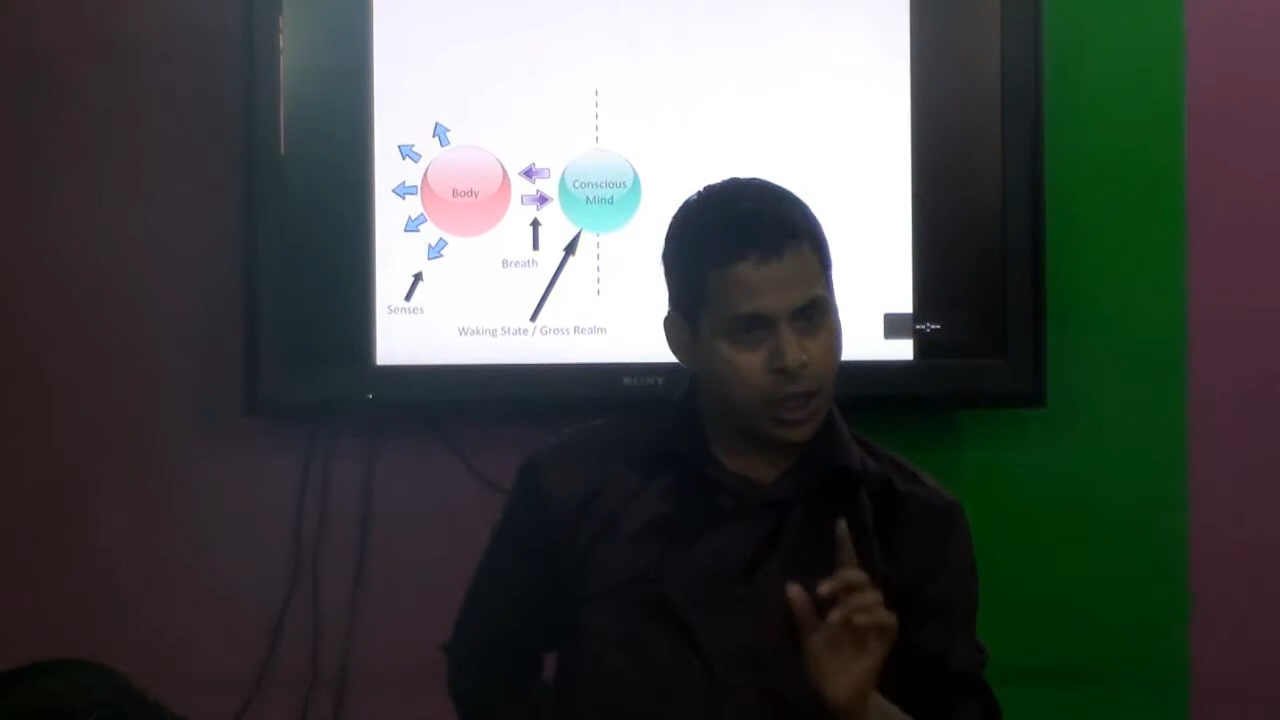 Body
Conscious
Mind
Breath
Senses
Waking State / Gross Realm
SONY